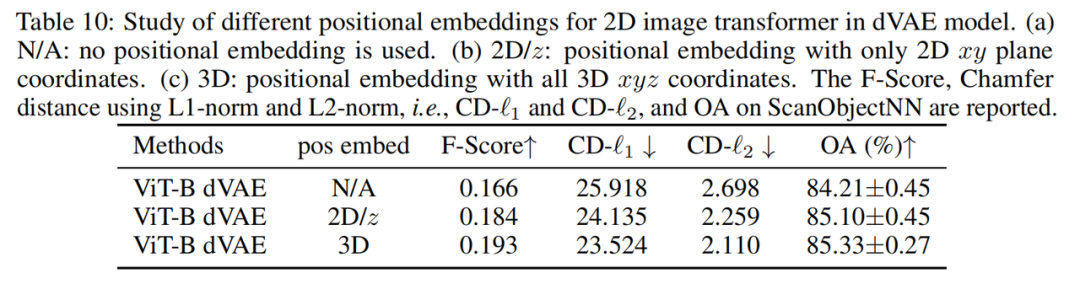 Table 10: Study of different positional embeddings for 2D image transformer in dVAE model. (a)
N/A: no positional embedding is used. (b) 2D/z: positional embedding with only 2D xy plane
coordinates. (c) 3D: positional embedding with all 3D xyz coordinates. The F-Score, Chamfer
distance using L1-norm and L2-norm, i.e., CD-ℓ₁ and CD-ℓ₂, and OA on ScanObjectNN are reported.
Methods pos embed F-Score↑ CD-ℓ₁ ↓ CD-ℓ₂ ↓ OA (%)↑
ViT-B dVAE N/A 0.166 25.918 2.698 84.21±0.45
ViT-B dVAE 2D/z 0.184 24.135 2.259 85.10±0.45
ViT-B dVAE 3D 0.193 23.524 2.110 85.33±0.27